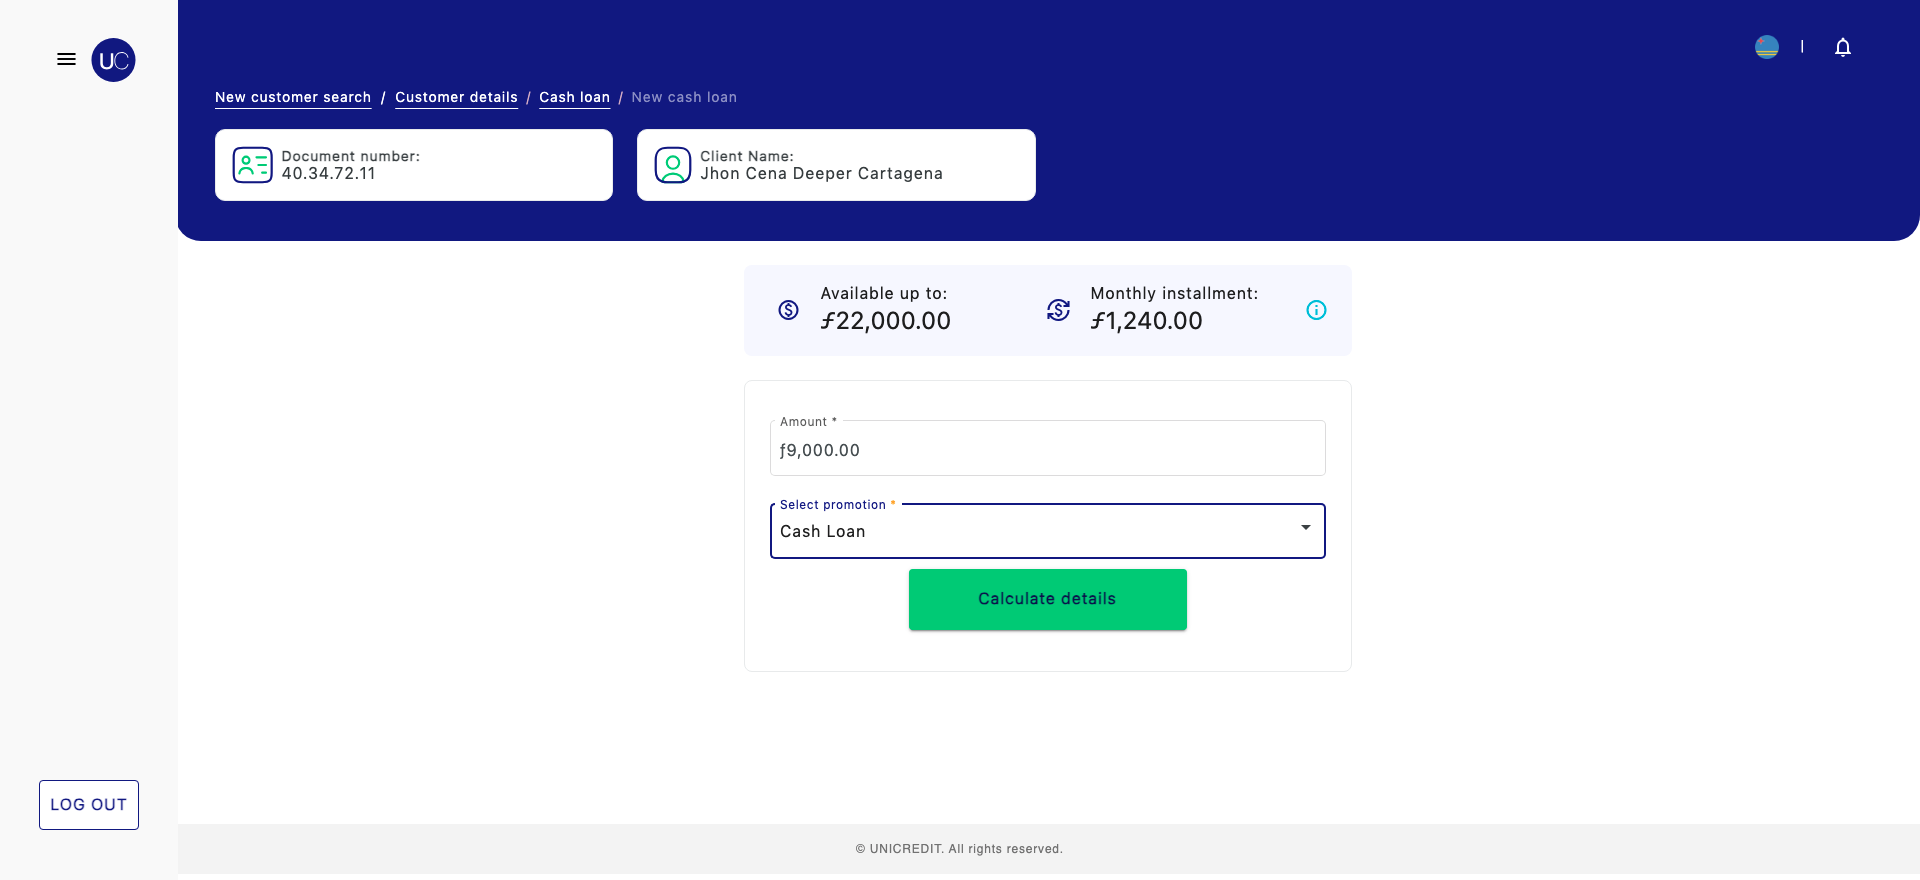 UC
New customer search / Customer details / Cash loan / New cash loan
Document number:
40.34.72.11
Client Name:
Jhon Cena Deeper Cartagena
Available up to:
ƒ22,000.00
Monthly installment:
ƒ1,240.00
Amount *
ƒ9,000.00
Select promotion *
Cash Loan
Calculate details
LOG OUT
© UNICREDIT. All rights reserved.